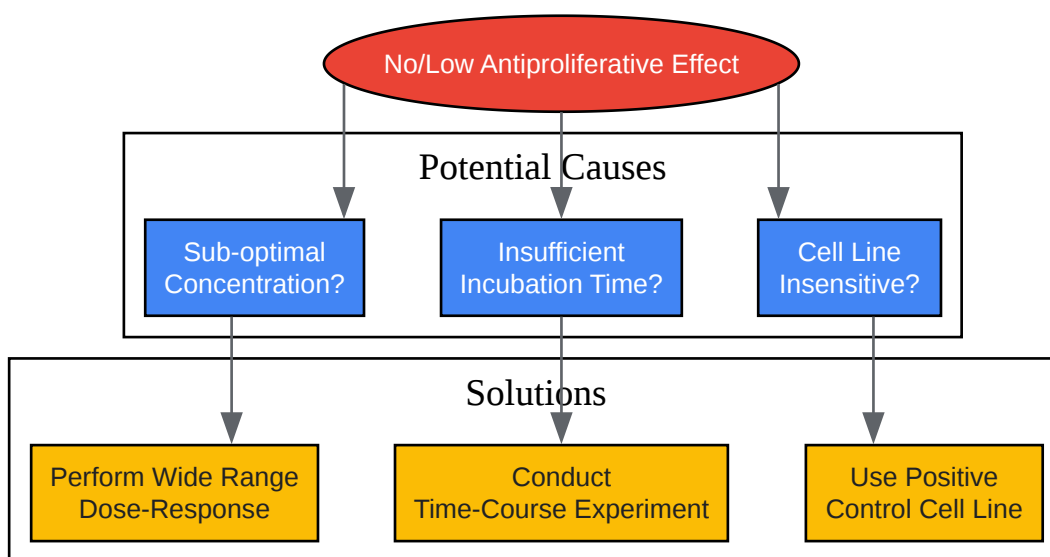 No/Low Antiproliferative Effect
Potential Causes
Sub-optimal
Concentration?
Insufficient
Incubation Time?
Cell Line
Insensitive?
Solutions
Perform Wide Range
Dose-Response
Conduct
Time-Course Experiment
Use Positive
Control Cell Line